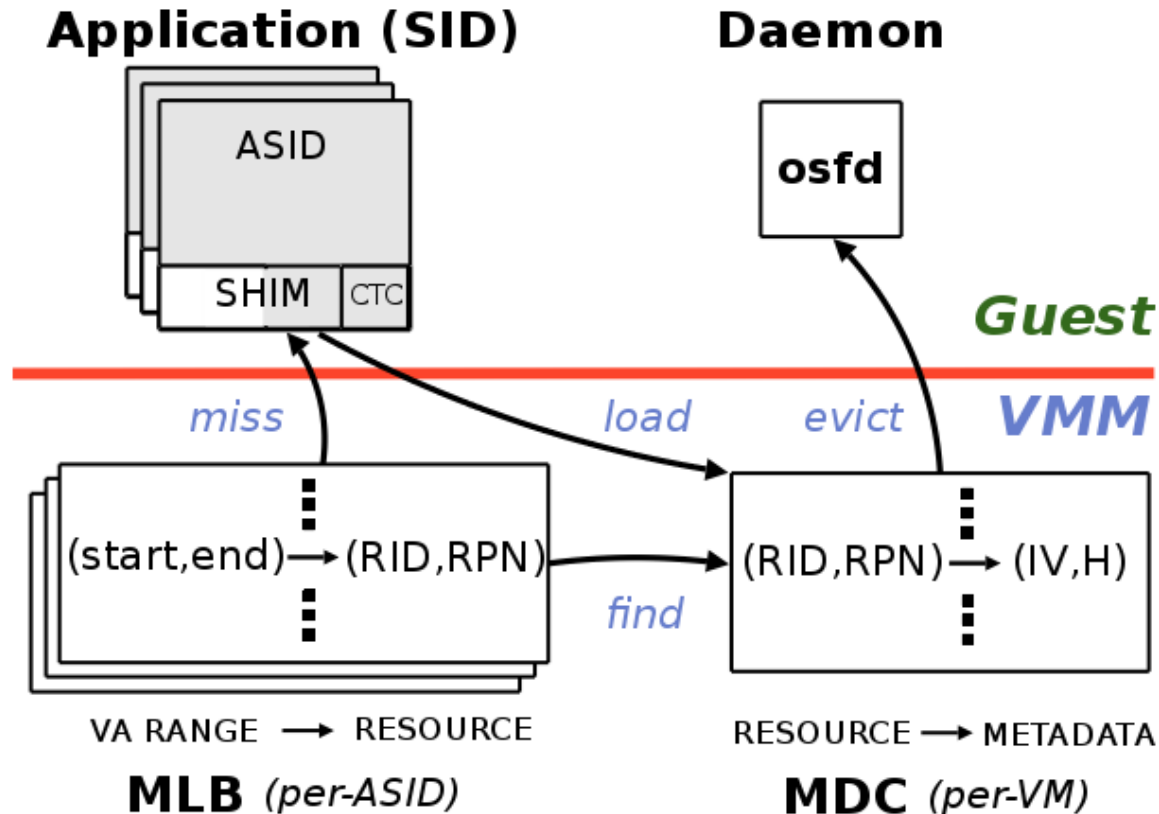 Application (SID)
Daemon
ASID
osfd
SHIM
CTC
Guest
miss
load
evict
VMM
(start,end) → (RID,RPN)
(RID,RPN) → (IV,H)
find
VA RANGE → RESOURCE
RESOURCE → METADATA
MLB (per-ASID)
MDC (per-VM)